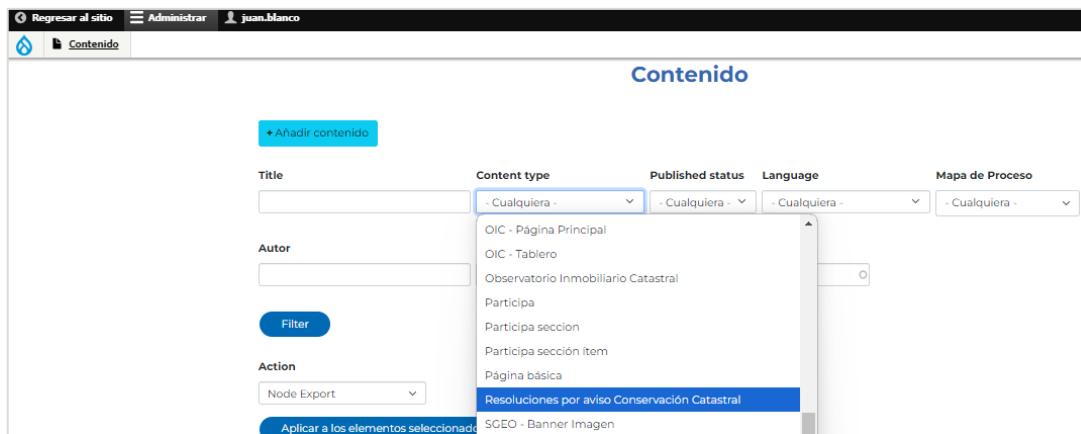 Regresar al sitio Administrar juan.blanco
Contenido
Contenido
+ Añadir contenido
Title Content type Published status Language Mapa de Proceso
- Cualquiera - - Cualquiera - - Cualquiera - - Cualquiera -
OIC - Página Principal
Autor
OIC - Tablero
Observatorio Inmobiliario Catastral
Participa
Filter
Participa seccion
Participa sección ítem
Action
Página básica
Node Export
Resoluciones por aviso Conservación Catastral
SGEO - Banner Imagen
Aplicar a los elementos seleccionado